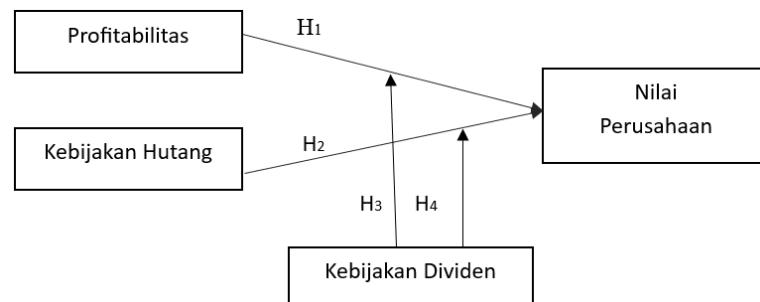 Profitabilitas
H1
Nilai
Perusahaan
Kebijakan Hutang
H2
H3
H4
Kebijakan Dividen